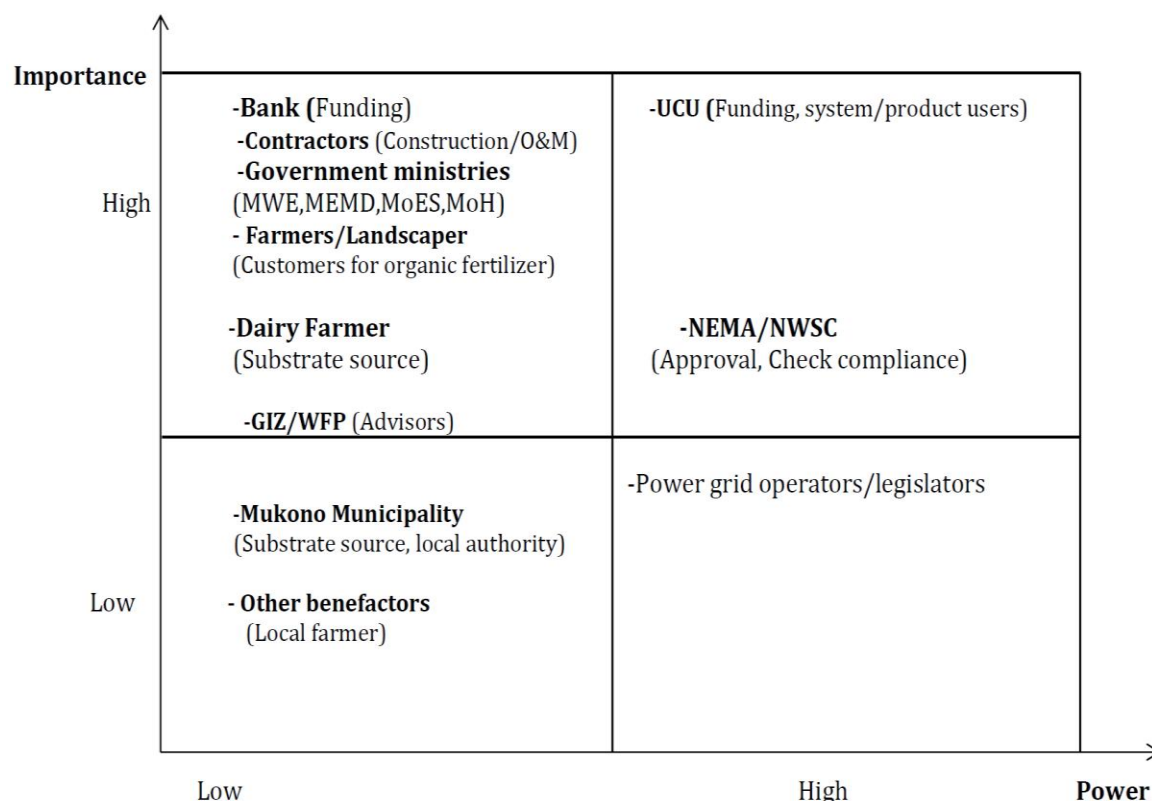 Importance
High
-Bank (Funding)
-Contractors (Construction/O&M)
-Government ministries
(MWE,MEMD,MoES,MoH)
- Farmers/Landscaper
(Customers for organic fertilizer)
-Dairy Farmer
(Substrate source)
-GIZ/WFP (Advisors)
-UCU (Funding, system/product users)
-NEMA/NWSC
(Approval, Check compliance)
Low
-Mukono Municipality
(Substrate source, local authority)
- Other benefactors
(Local farmer)
-Power grid operators/legislators
Low
High
Power